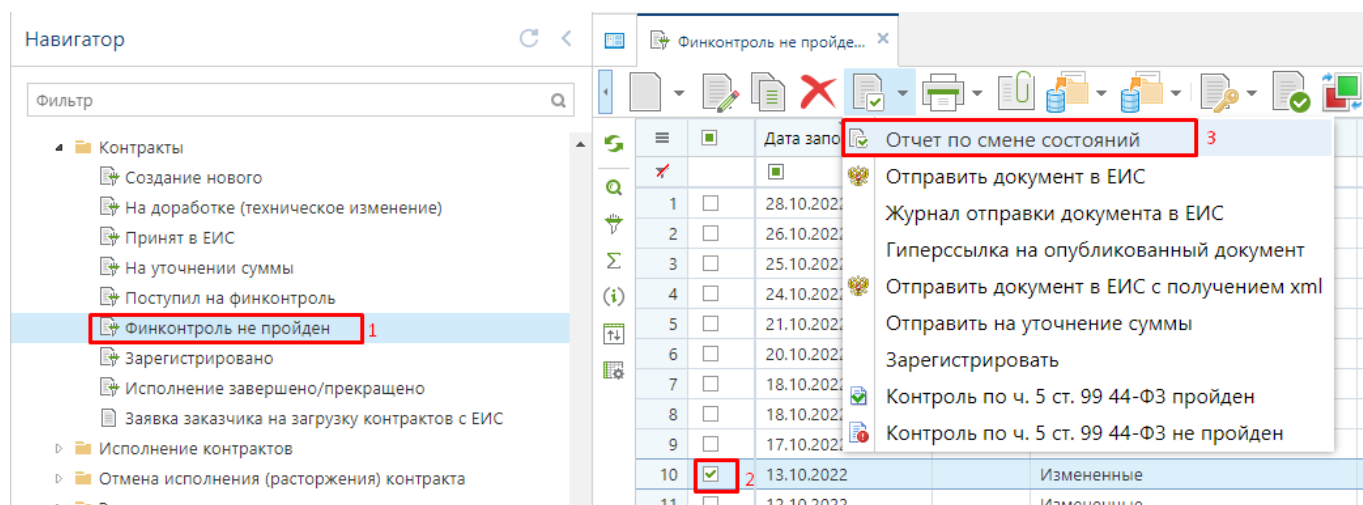 Навигатор
Фильтр
Контракты
Создание нового
На доработке (техническое изменение)
Принят в ЕИС
На уточнении суммы
Поступил на финконтроль
Финконтроль не пройден 1
Зарегистрировано
Исполнение завершено/прекращено
Заявка заказчика на загрузку контрактов с ЕИС
Исполнение контрактов
Отмена исполнения (расторжения) контракта
Финконтроль не пройде...
Дата запо
1 28.10.2022
2 26.10.2022
3 25.10.2022
4 24.10.2022
5 21.10.2022
6 20.10.2022
7 18.10.2022
8 18.10.2022
9 17.10.2022
10 2 13.10.2022 Измененные
11 12.10.2022 Измененные
Отчет по смене состояний 3
Отправить документ в ЕИС
Журнал отправки документа в ЕИС
Гиперссылка на опубликованный документ
Отправить документ в ЕИС с получением xml
Отправить на уточнение суммы
Зарегистрировать
Контроль по ч. 5 ст. 99 44-ФЗ пройден
Контроль по ч. 5 ст. 99 44-ФЗ не пройден